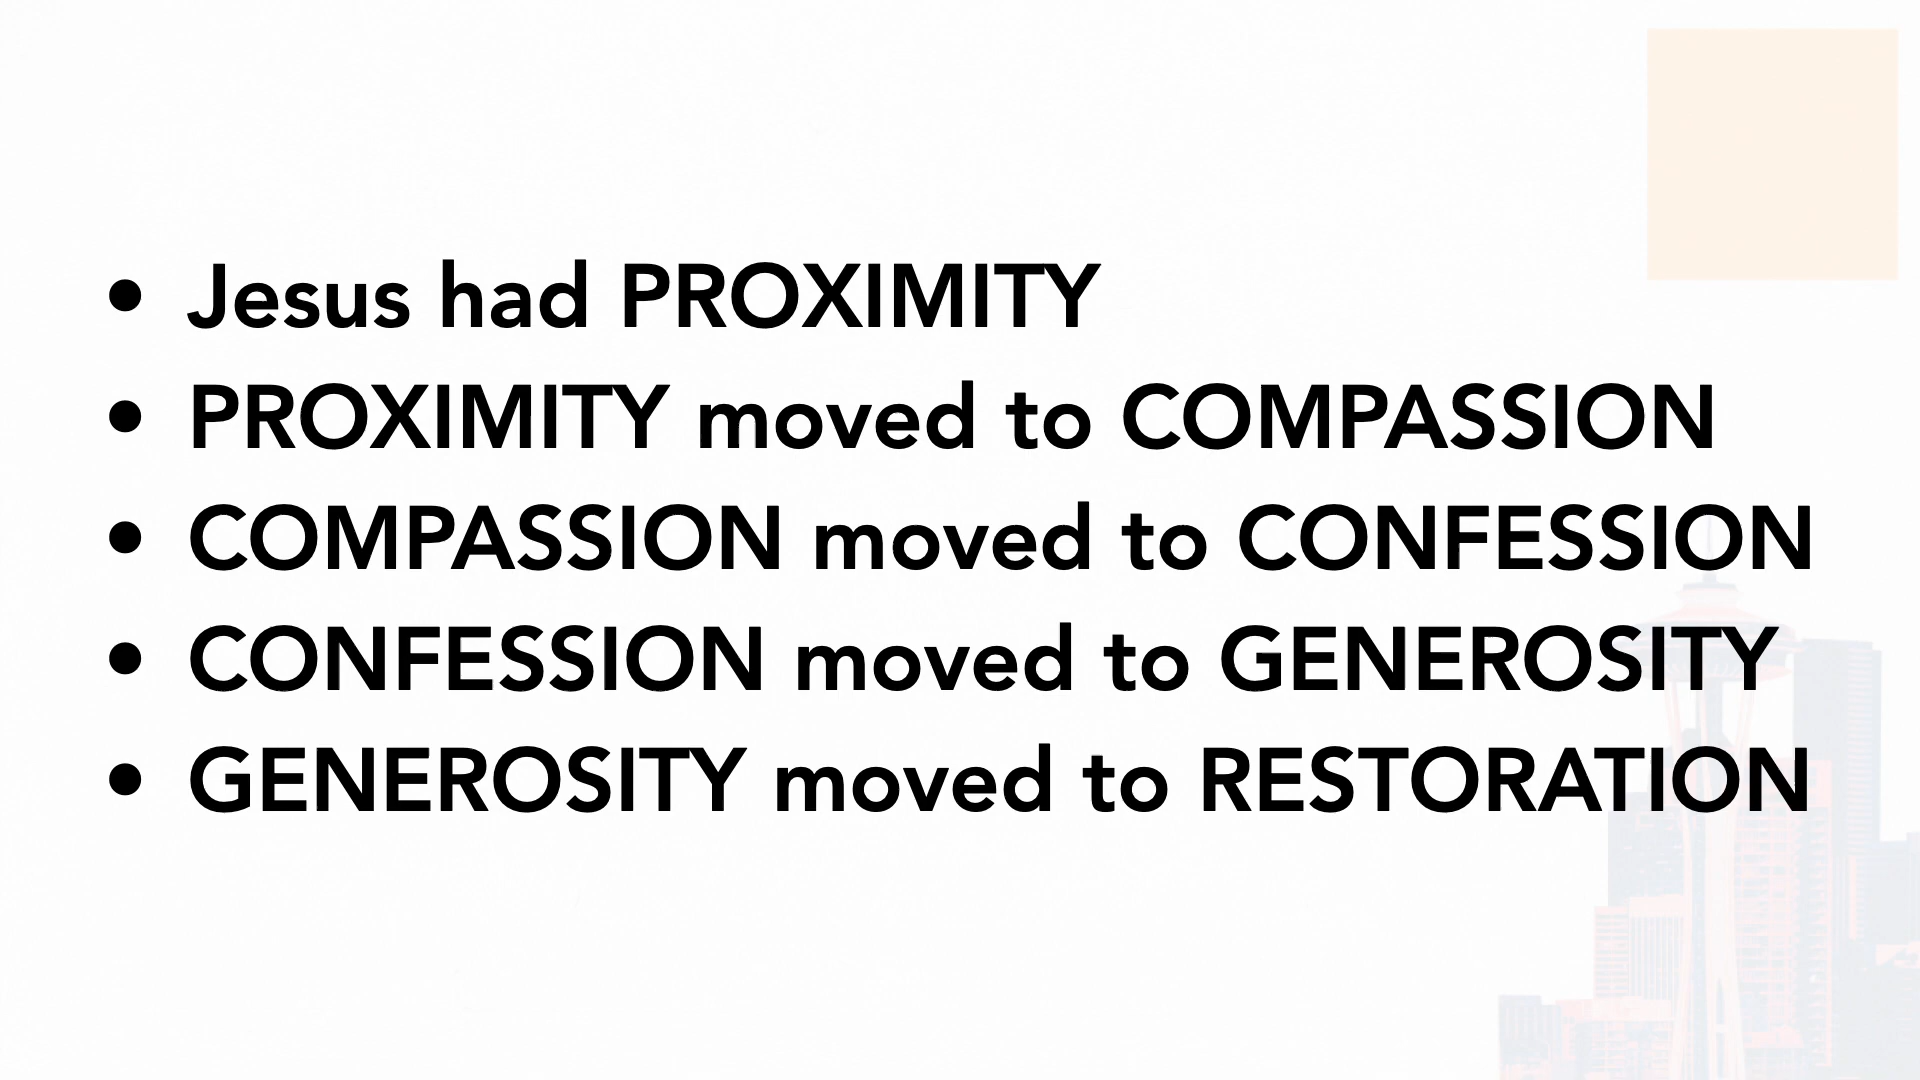 • Jesus had PROXIMITY
• PROXIMITY moved to COMPASSION
• COMPASSION moved to CONFESSION
• CONFESSION moved to GENEROSITY
• GENEROSITY moved to RESTORATION